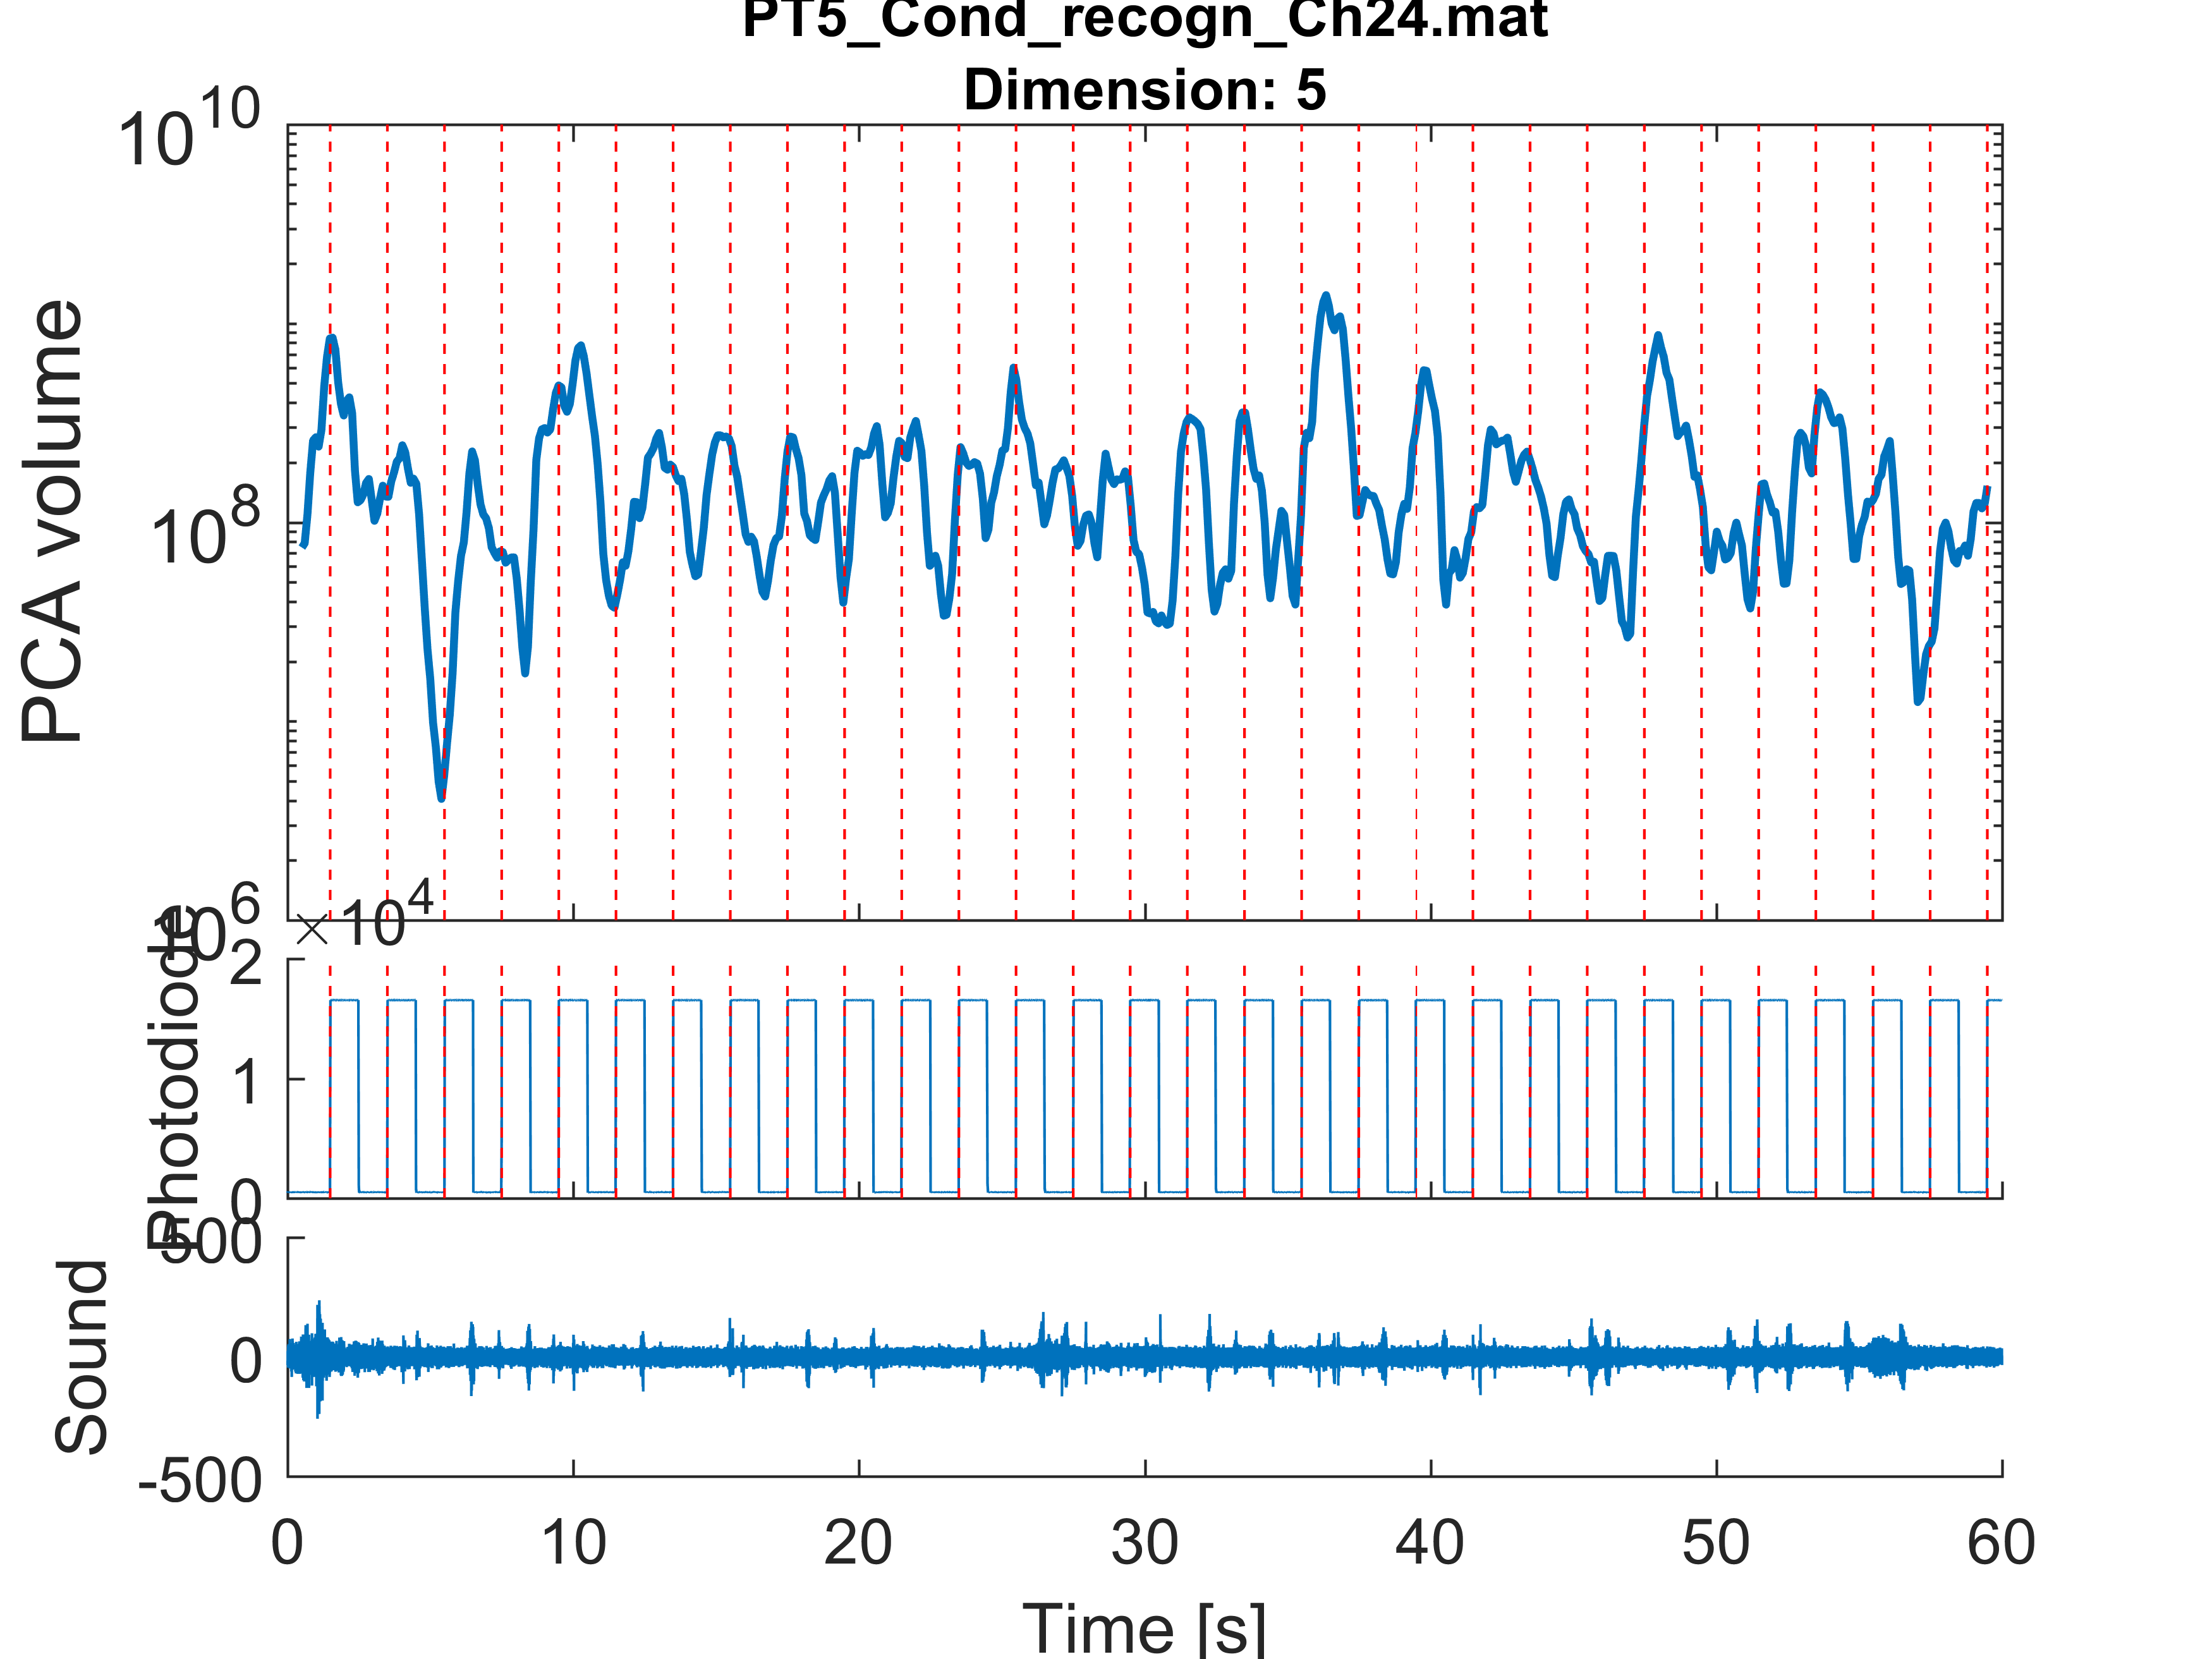 PT5_Cond_recogn_Ch24.mat
Dimension: 5
10^10
10^8
10^6
PCA volume
×10^4
2
1
0
Photodiode
500
0
-500
Sound
0 10 20 30 40 50 60
Time [s]